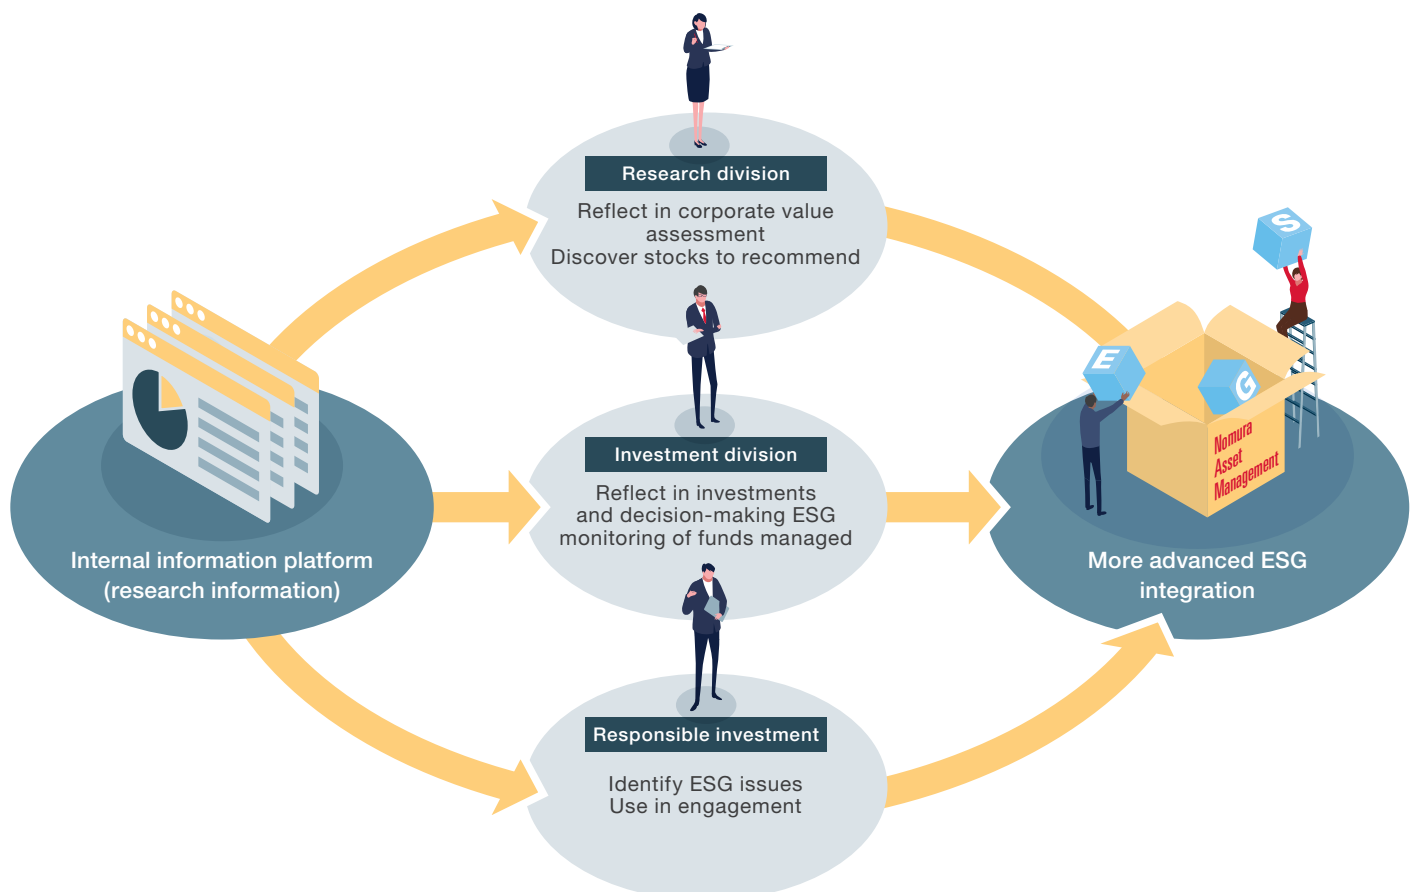 Research division
Reflect in corporate value
assessment
Discover stocks to recommend
Internal information platform
(research information)
Investment division
Reflect in investments
and decision-making ESG
monitoring of funds managed
Responsible investment
Identify ESG issues
Use in engagement
S
E
G
Nomura
Asset
Management
More advanced ESG
integration